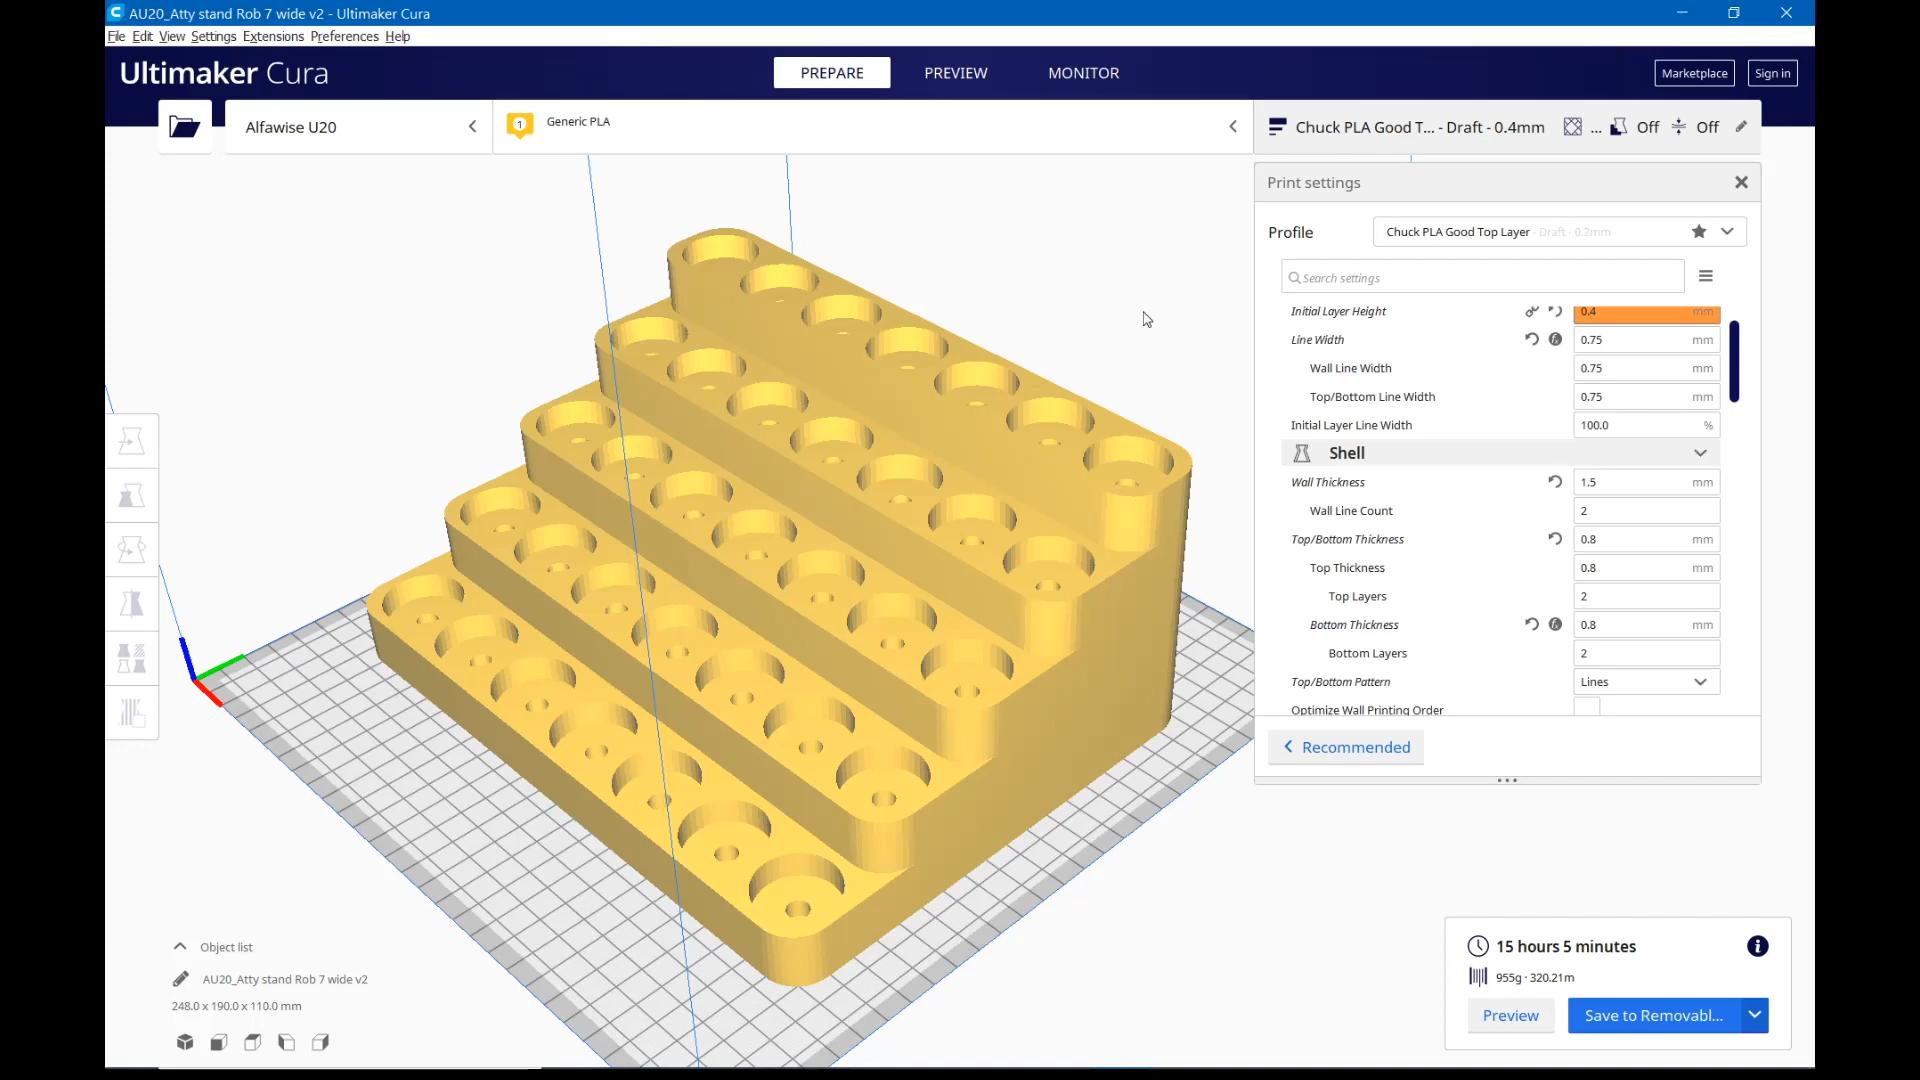 AU20_Atty stand Rob 7 wide v2 - Ultimaker Cura
File Edit View Settings Extensions Preferences Help
Ultimaker Cura
PREPARE PREVIEW MONITOR
Marketplace Sign in
Alfawise U20
1 Generic PLA
Chuck PLA Good T... - Draft - 0.4mm ... Off Off
Print settings
Profile Chuck PLA Good Top Layer - Draft - 0.2mm
Search settings
Initial Layer Height 0.4 mm
Line Width 0.75 mm
Wall Line Width 0.75 mm
Top/Bottom Line Width 0.75 mm
Initial Layer Line Width 100.0 %
Shell
Wall Thickness 1.5 mm
Wall Line Count 2
Top/Bottom Thickness 0.8 mm
Top Thickness 0.8 mm
Top Layers 2
Bottom Thickness 0.8 mm
Bottom Layers 2
Top/Bottom Pattern Lines
Optimize Wall Printing Order
Recommended
Object list
AU20_Atty stand Rob 7 wide v2
248.0 x 190.0 x 110.0 mm
15 hours 5 minutes
955g · 320.21m
Preview Save to Removabl...